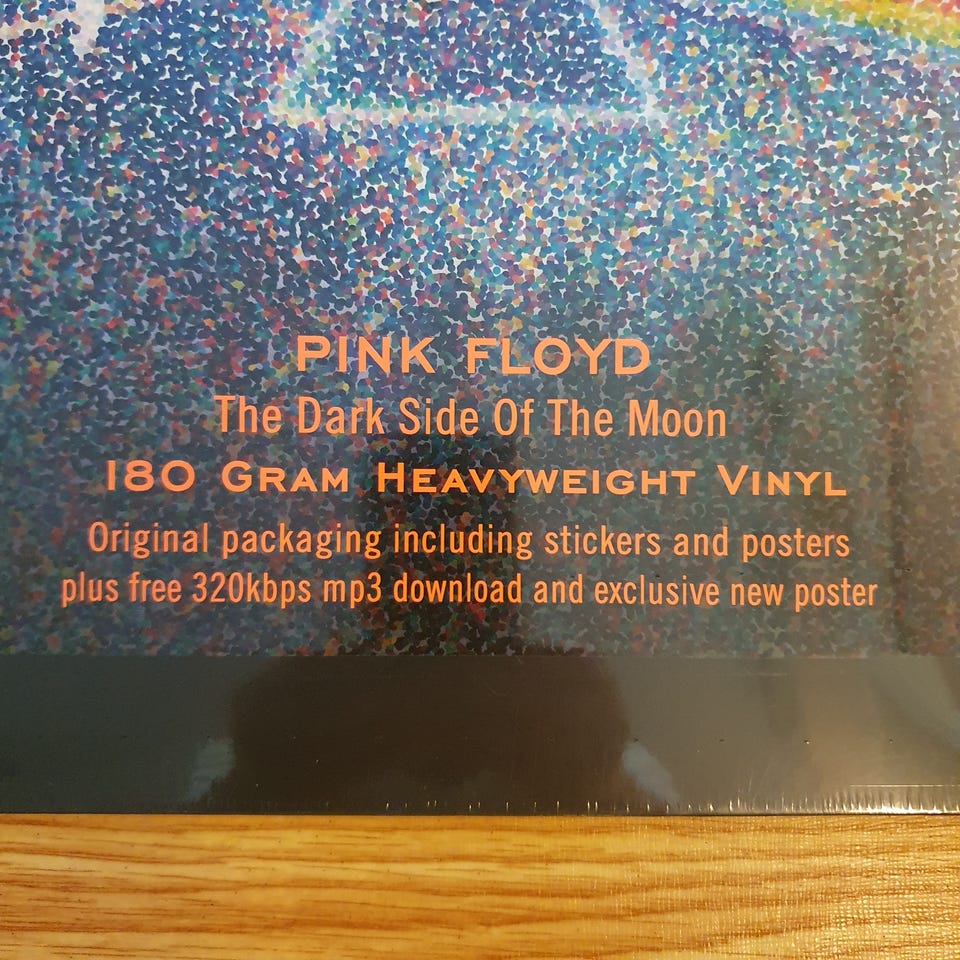 PINK FLOYD
The Dark Side Of The Moon
180 GRAM HEAVYWEIGHT VINYL
Original packaging including stickers and posters
plus free 320kbps mp3 download and exclusive new poster